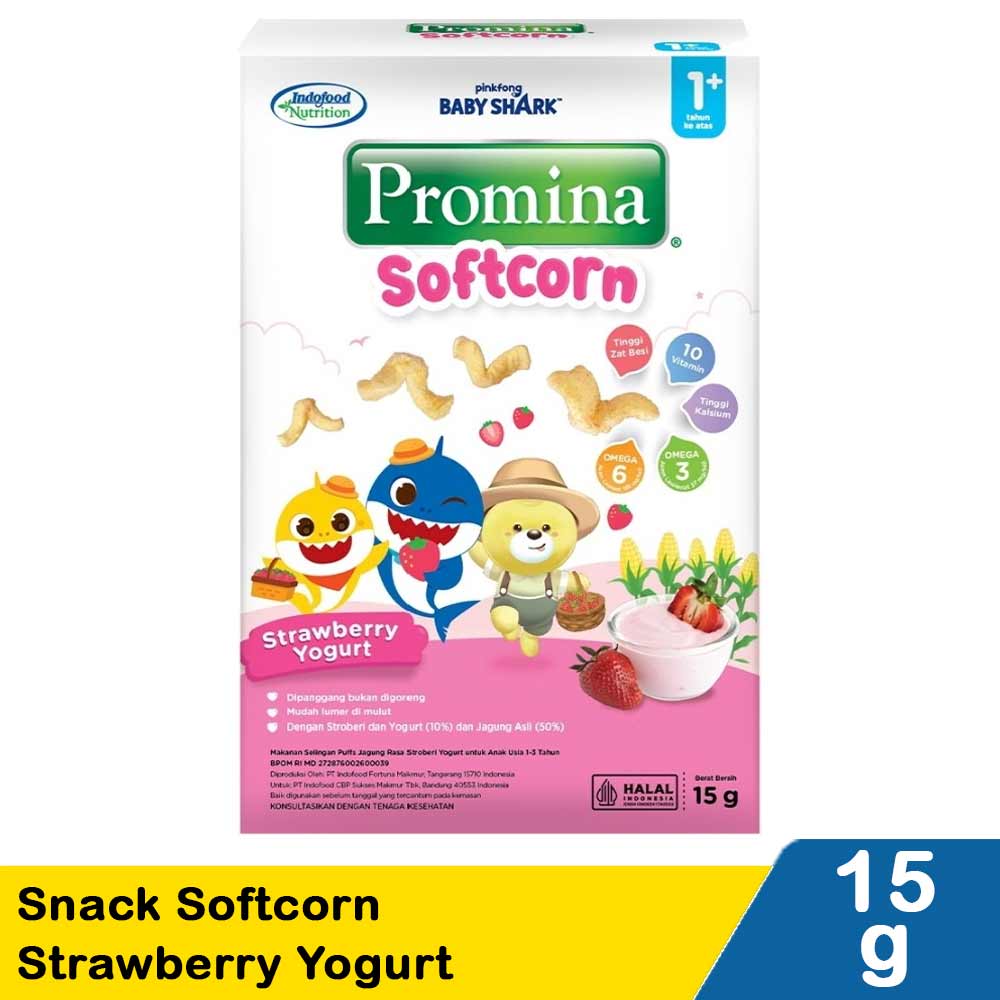 Promina
Softcorn
1+
Indofood
Nutrition
pinkfong
BABY SHARK™
1+
tahun
ke atas
Promina
®
Softcorn
Tinggi
Zat Besi
10
Vitamin
Tinggi
Kalsium
OMEGA
6
OMEGA
3
Strawberry
Yogurt
Dipanggang bukan digoreng
Mudah lumer di mulut
Dengan Stroberi dan Yogurt (10%) dan Jagung Asli (50%)
Makanan Selingan Puffs Jagung Rasa Stroberi Yogurt untuk Anak Usia 1-3 Tahun
BPOM RI MD 272876002600039
Diproduksi Oleh: PT Indofood Fortuna Makmur, Tangerang 15710 Indonesia
Untuk: PT Indofood CBP Sukses Makmur Tbk, Bandung 40553 Indonesia
Baik digunakan sebelum tanggal yang tercantum pada kemasan
KONSULTASIKAN DENGAN TENAGA KESEHATAN
HALAL
INDONESIA
Berat Bersih
15 g
Snack Softcorn
Strawberry Yogurt
15
g